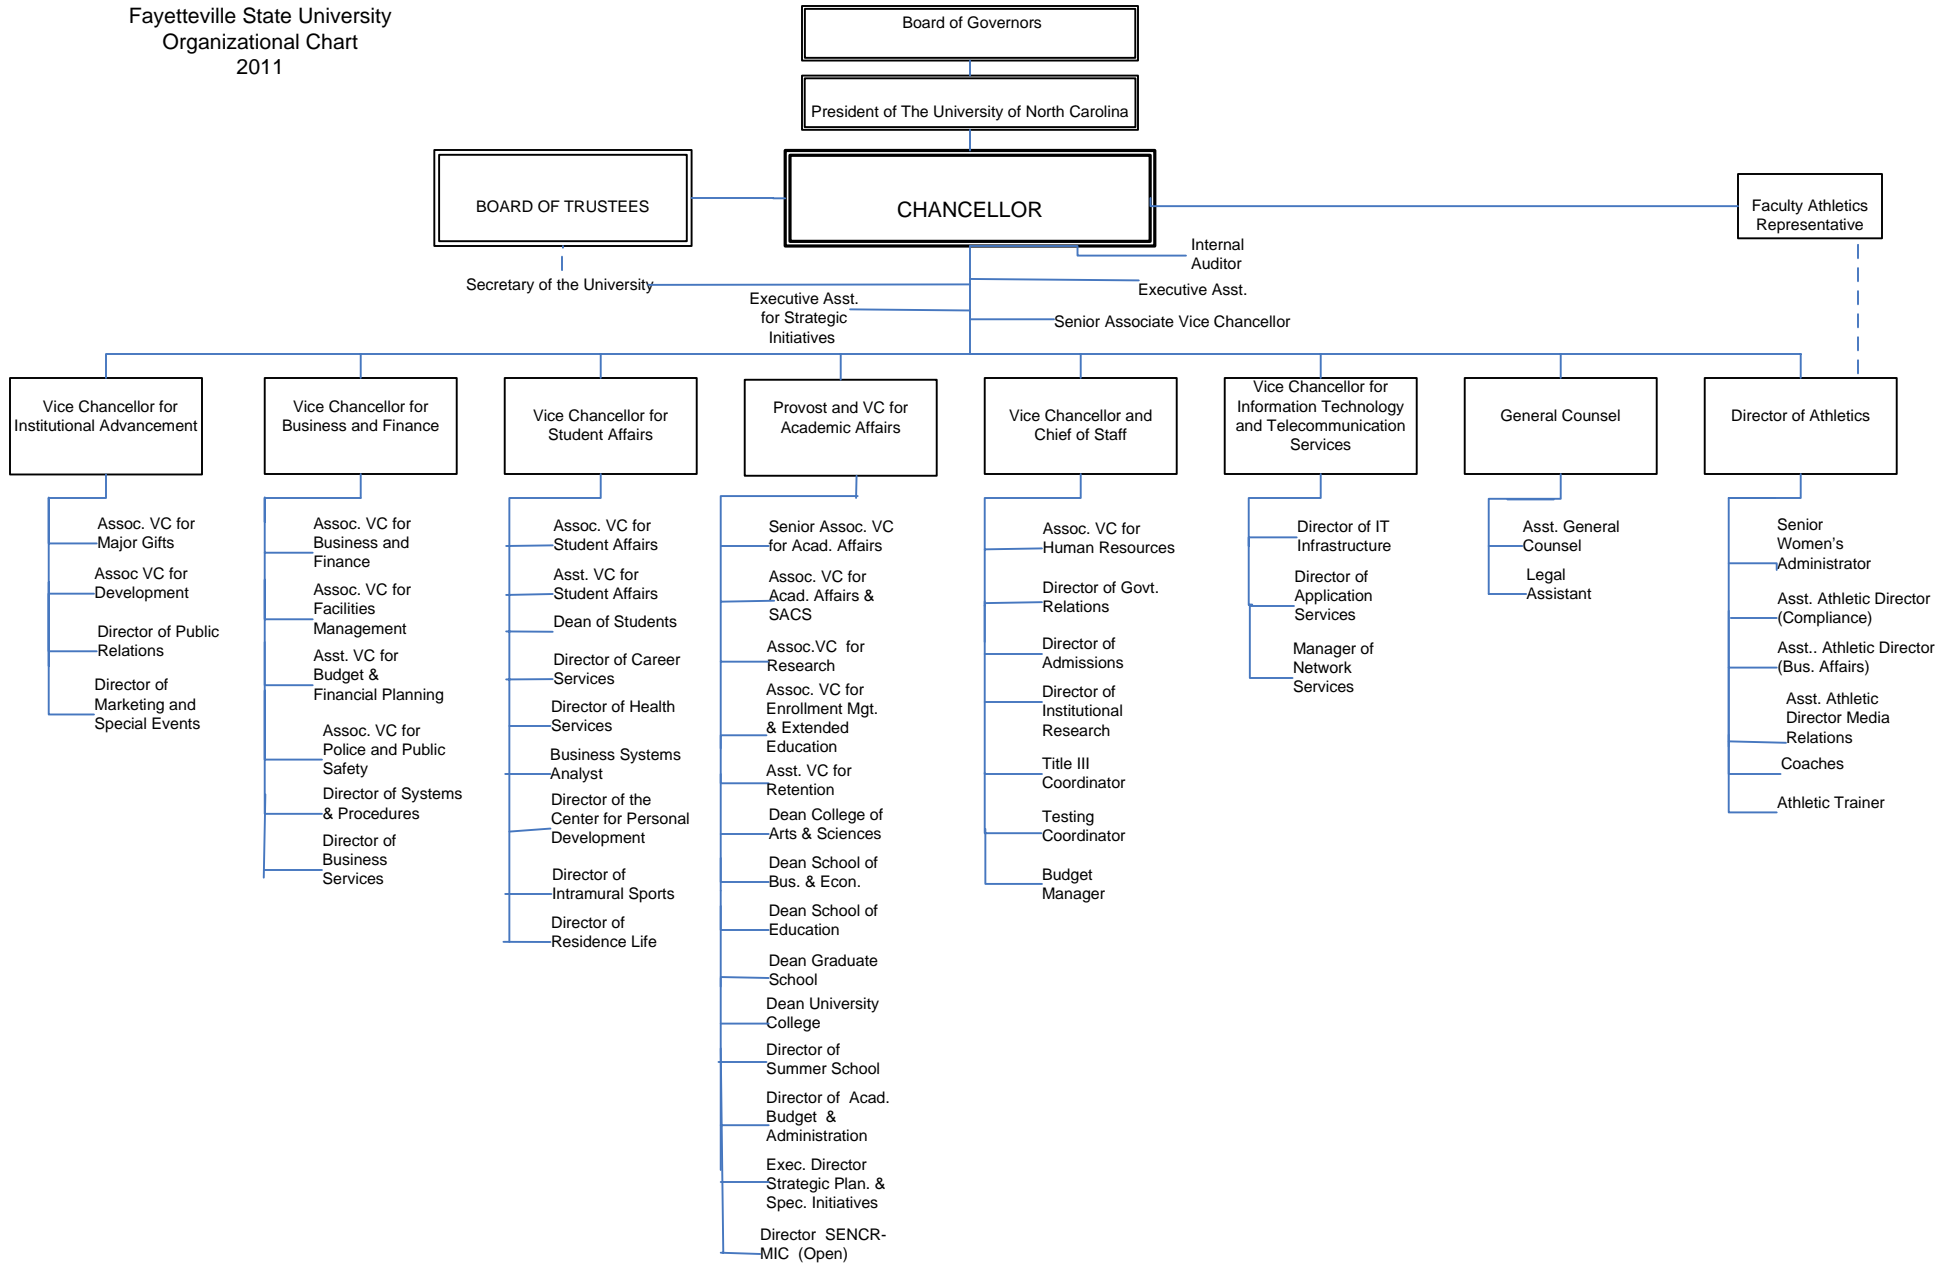 Fayetteville State University
Organizational Chart
2011
Board of Governors
President of The University of North Carolina
BOARD OF TRUSTEES
CHANCELLOR
Faculty Athletics
Representative
Internal
Auditor
Secretary of the University
Executive Asst.
Executive Asst.
for Strategic
Initiatives
Senior Associate Vice Chancellor
Vice Chancellor for
Institutional Advancement
Vice Chancellor for
Business and Finance
Vice Chancellor for
Student Affairs
Provost and VC for
Academic Affairs
Vice Chancellor and
Chief of Staff
Vice Chancellor for
Information Technology
and Telecommunication
Services
General Counsel
Director of Athletics
Assoc. VC for
Major Gifts
Assoc VC for
Development
Director of Public
Relations
Director of
Marketing and
Special Events
Assoc. VC for
Business and
Finance
Assoc. VC for
Facilities
Management
Asst. VC for
Budget &
Financial Planning
Assoc. VC for
Police and Public
Safety
Director of Systems
& Procedures
Director of
Business
Services
Assoc. VC for
Student Affairs
Asst. VC for
Student Affairs
Dean of Students
Director of Career
Services
Director of Health
Services
Business Systems
Analyst
Director of the
Center for Personal
Development
Director of
Intramural Sports
Director of
Residence Life
Senior Assoc. VC
for Acad. Affairs
Assoc. VC for
Acad. Affairs &
SACS
Assoc.VC for
Research
Assoc. VC for
Enrollment Mgt.
& Extended
Education
Asst. VC for
Retention
Dean College of
Arts & Sciences
Dean School of
Bus. & Econ.
Dean School of
Education
Dean Graduate
School
Dean University
College
Director of
Summer School
Director of Acad.
Budget &
Administration
Exec. Director
Strategic Plan. &
Spec. Initiatives
Director SENCR-
MIC (Open)
Assoc. VC for
Human Resources
Director of Govt.
Relations
Director of
Admissions
Director of
Institutional
Research
Title III
Coordinator
Testing
Coordinator
Budget
Manager
Director of IT
Infrastructure
Director of
Application
Services
Manager of
Network
Services
Asst. General
Counsel
Legal
Assistant
Senior
Women’s
Administrator
Asst. Athletic Director
(Compliance)
Asst.. Athletic Director
(Bus. Affairs)
Asst. Athletic
Director Media
Relations
Coaches
Athletic Trainer